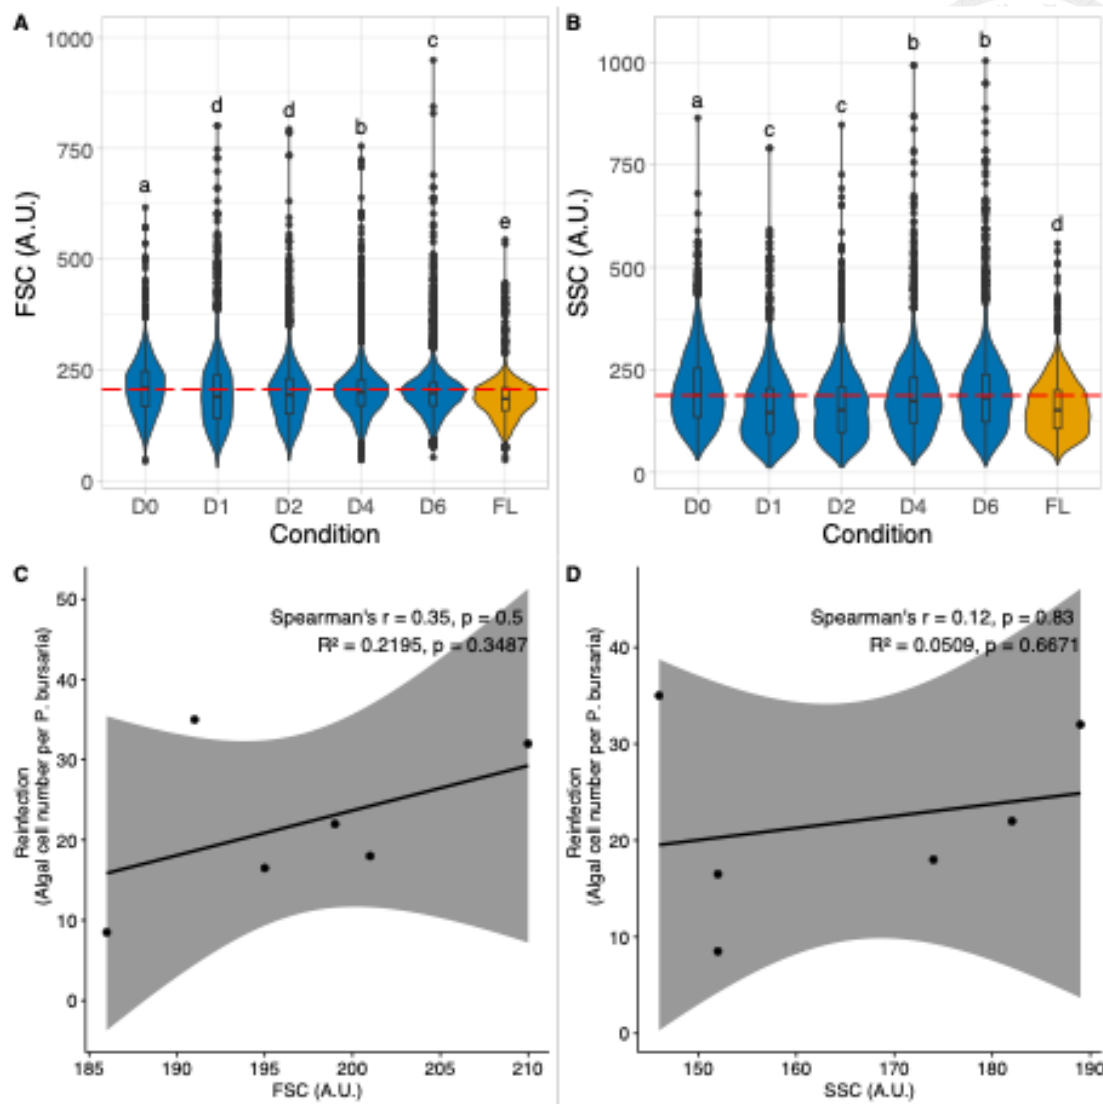 A
1000
750
500
250
0
FSC (A.U.)
a
d
d
b
c
e
D0 D1 D2 D4 D6 FL
Condition
B
1000
750
500
250
0
SSC (A.U.)
a
c
c
b
b
d
D0 D1 D2 D4 D6 FL
Condition
C
50
40
30
20
10
0
Reinfection
(Algal cell number per P. bursaria)
Spearman's r = 0.35, p = 0.5
R² = 0.2195, p = 0.3487
185 190 195 200 205 210
FSC (A.U.)
D
40
30
20
10
0
Reinfection
(Algal cell number per P. bursaria)
Spearman's r = 0.12, p = 0.83
R² = 0.0509, p = 0.6671
150 160 170 180 190
SSC (A.U.)